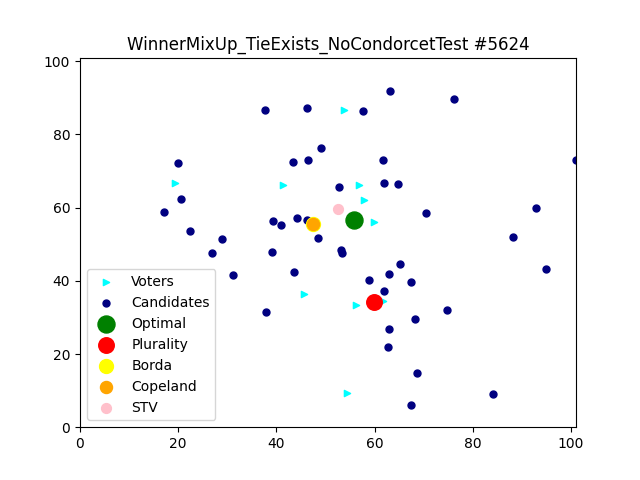 WinnerMixUp_TieExists_NoCondorcetTest #5624
100
80
60
40
20
0
Voters
Candidates
Optimal
Plurality
Borda
Copeland
STV
0 20 40 60 80 100